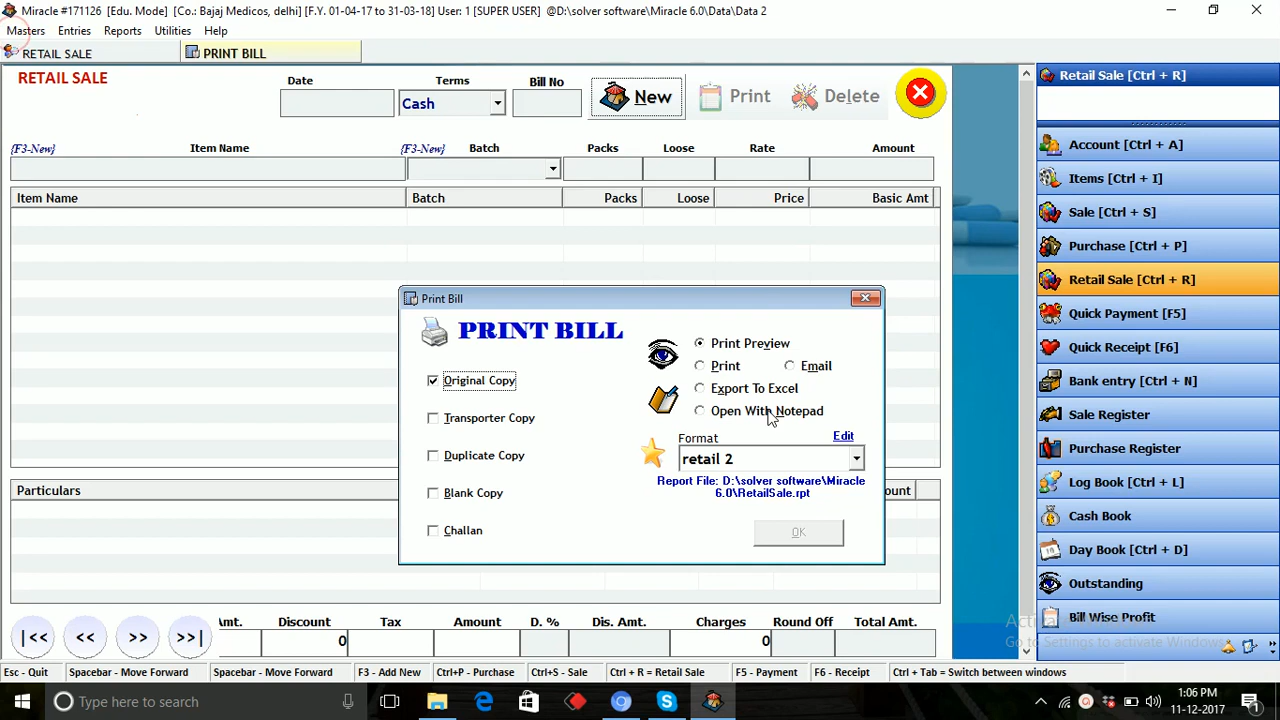 Miracle #171126 [Edu. Mode] [Co.: Bajaj Medicos, delhi] [F.Y. 01-04-17 to 31-03-18] User: 1 [SUPER USER] @D:\solver software\Miracle 6.0\Data\Data 2
Masters Entries Reports Utilities Help
RETAIL SALE PRINT BILL
RETAIL SALE
Date Terms Bill No
Cash
New Print Delete
{F3-New} Item Name {F3-New} Batch Packs Loose Rate Amount
Item Name Batch Packs Loose Price Basic Amt
Print Bill
PRINT BILL
Original Copy
Transporter Copy
Duplicate Copy
Blank Copy
Challan
Print Preview
Print Email
Export To Excel
Open With Notepad
Format Edit
retail 2
Report File: D:\solver software\Miracle
6.0\RetailSale.rpt
OK
Particulars ount
|<< << >> >>|
Amt. Discount Tax Amount D. % Dis. Amt. Charges Round Off Total Amt.
0 0
Retail Sale [Ctrl + R]
Account [Ctrl + A]
Items [Ctrl + I]
Sale [Ctrl + S]
Purchase [Ctrl + P]
Retail Sale [Ctrl + R]
Quick Payment [F5]
Quick Receipt [F6]
Bank entry [Ctrl + N]
Sale Register
Purchase Register
Log Book [Ctrl + L]
Cash Book
Day Book [Ctrl + D]
Outstanding
Bill Wise Profit
Go to Settings to activate Windows.
Esc - Quit Spacebar - Move Forward Spacebar - Move Forward F3 - Add New Ctrl+P - Purchase Ctrl+S - Sale Ctrl + R = Retail Sale F5 - Payment F6 - Receipt Ctrl + Tab = Switch between windows
Type here to search
1:06 PM
11-12-2017